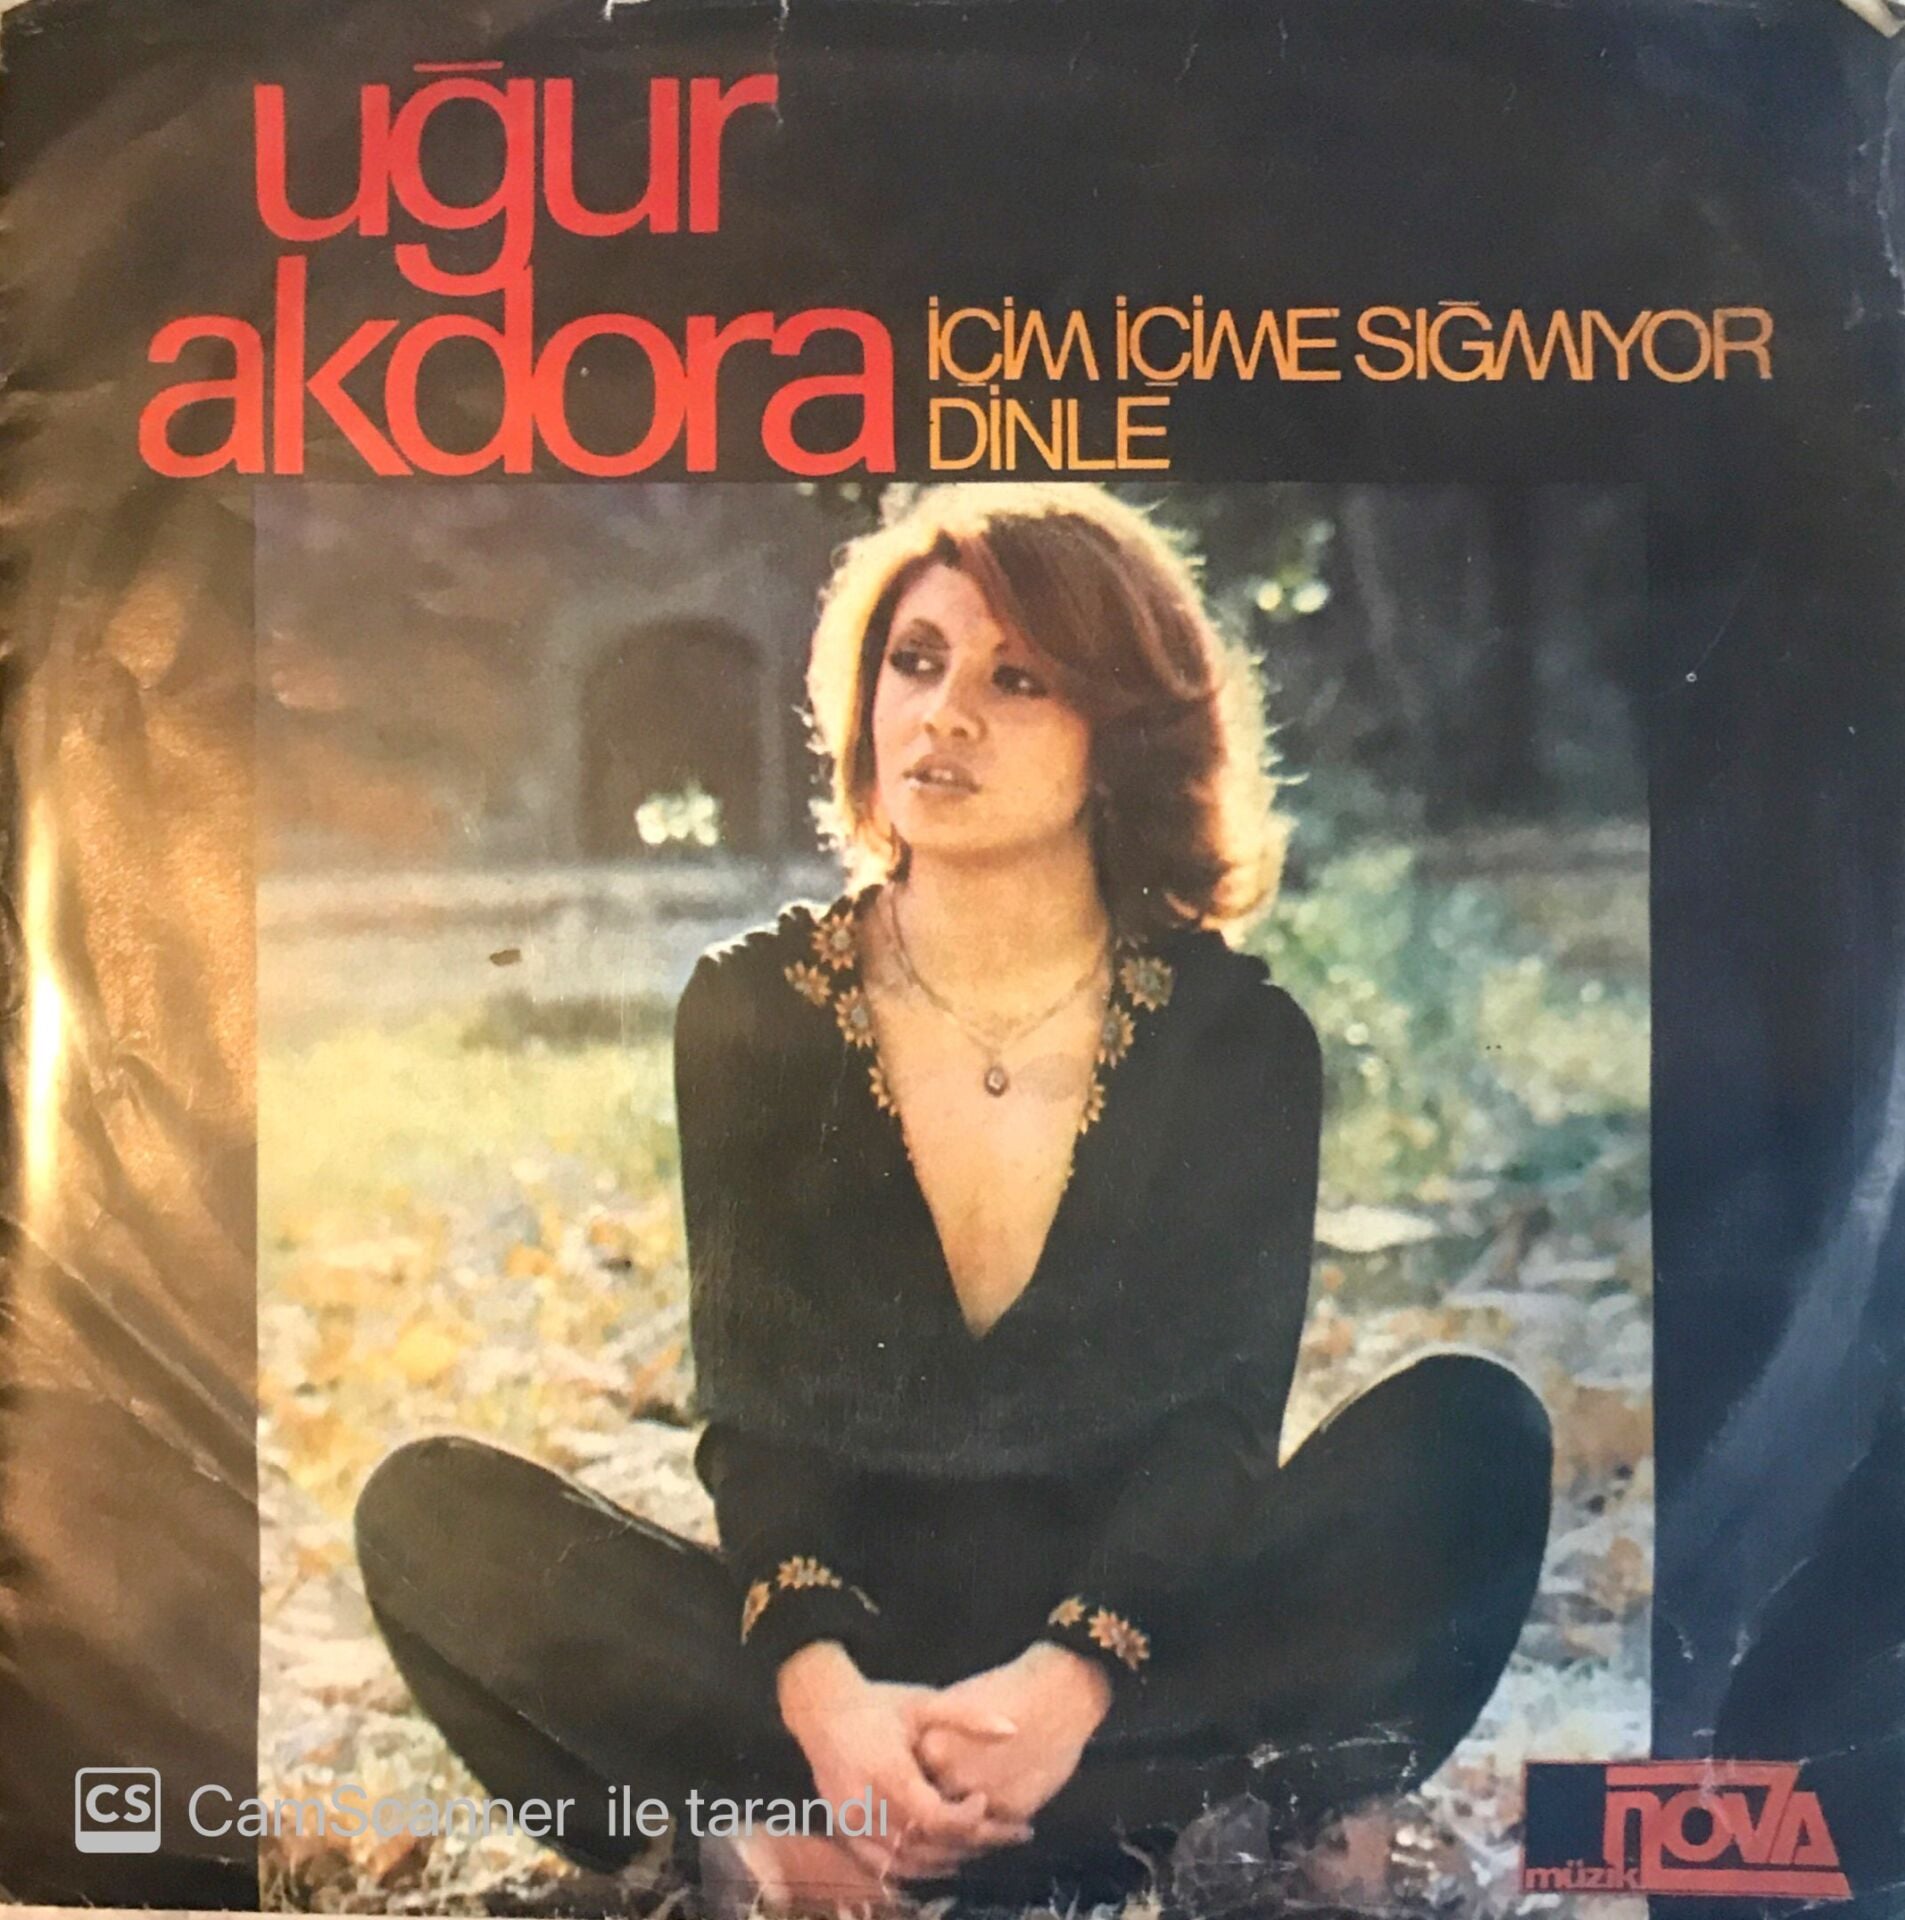 uğur
akdora
İÇİM İÇİME SIĞMIYOR
DİNLE
CS CamScanner ile tarandı
NOVA
müzik